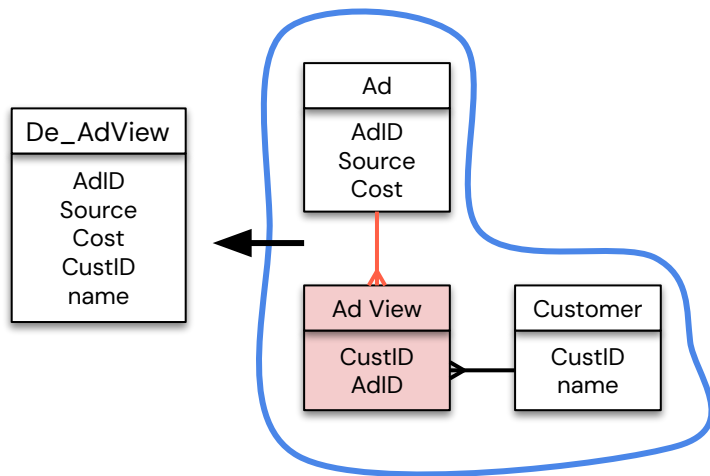 De_AdView
AdID
Source
Cost
CustID
name
Ad
AdID
Source
Cost
Ad View
CustID
AdID
Customer
CustID
name